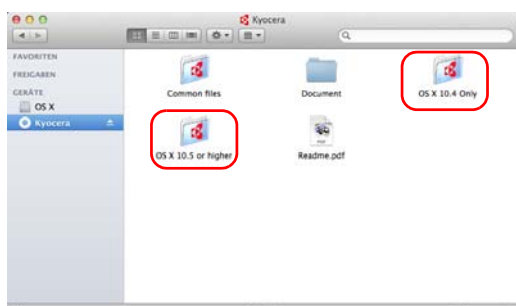 Kyocera
FAVORITEN
FREIGABEN
GERÄTE
OS X
Kyocera
Common files
Document
OS X 10.4 Only
OS X 10.5 or higher
PDF
Readme.pdf